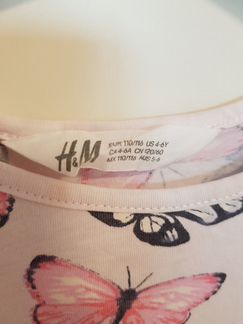 H&M
EUR 110/116 US 4-6Y
CA 4-6A CN 120/60
MX 110/116 AUS 5-6